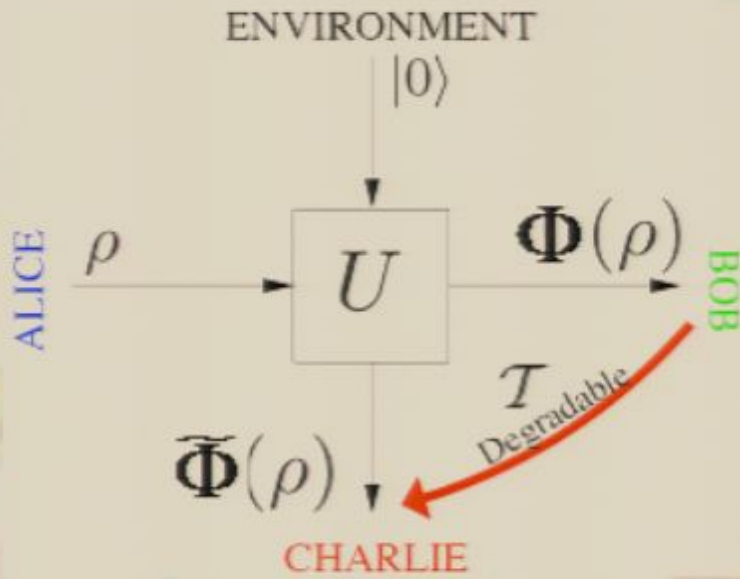 ENVIRONMENT
|0⟩
ALICE
ρ
U
Φ(ρ)
BOB
𝒯
Degradable
Φ̃(ρ)
CHARLIE